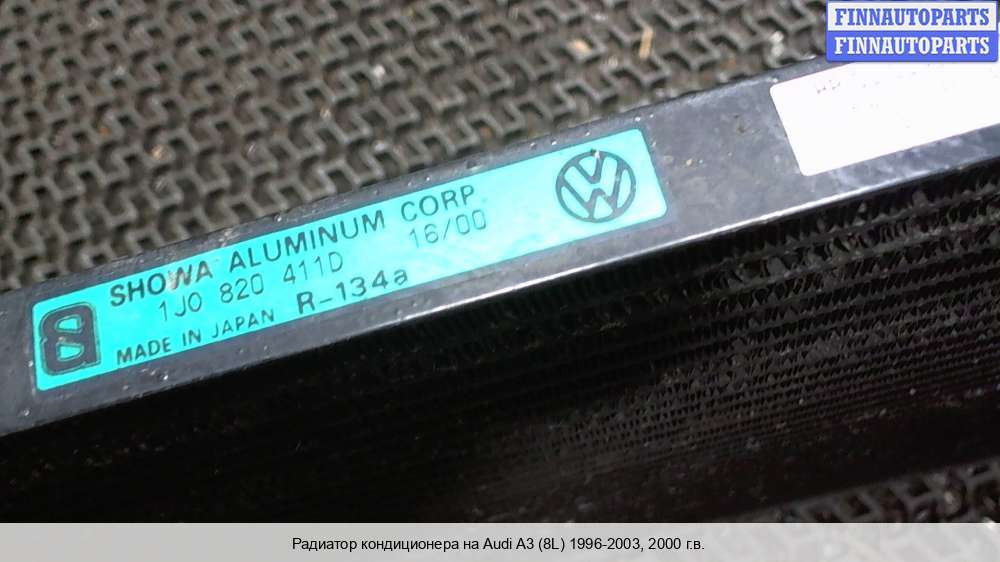 FINNAUTOPARTS
FINNAUTOPARTS
SHOWA ALUMINUM CORP
1J0 820 411D 16/00
MADE IN JAPAN R-134a
Радиатор кондиционера на Audi A3 (8L) 1996-2003, 2000 г.в.